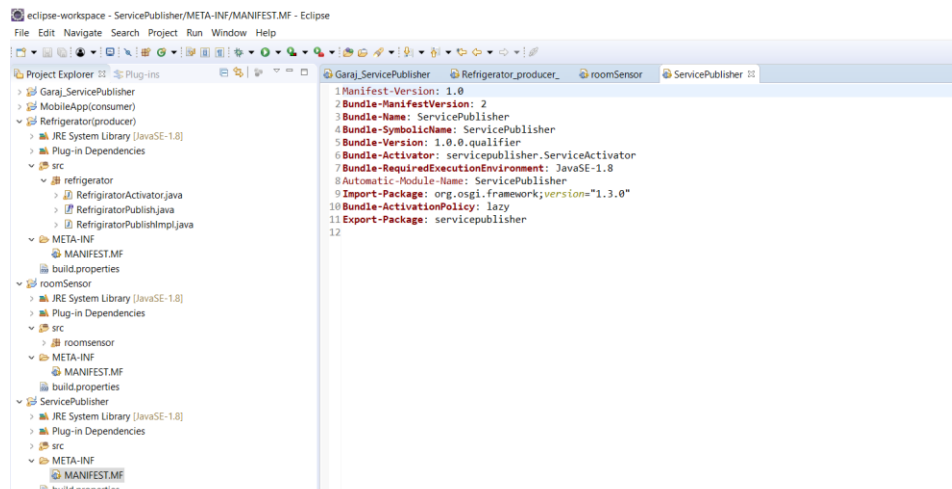 eclipse-workspace - ServicePublisher/META-INF/MANIFEST.MF - Eclipse
File Edit Navigate Search Project Run Window Help
Project Explorer Plug-ins
Garaj_ServicePublisher Refrigerator_producer_ roomSensor ServicePublisher
Garaj_ServicePublisher
MobileApp(consumer)
Refrigerator(producer)
JRE System Library [JavaSE-1.8]
Plug-in Dependencies
src
refrigerator
RefrigiratorActivator.java
RefrigiratorPublish.java
RefrigiratorPublishImpl.java
META-INF
MANIFEST.MF
build.properties
roomSensor
JRE System Library [JavaSE-1.8]
Plug-in Dependencies
src
roomsensor
META-INF
MANIFEST.MF
build.properties
ServicePublisher
JRE System Library [JavaSE-1.8]
Plug-in Dependencies
src
META-INF
MANIFEST.MF
build.properties
1 Manifest-Version: 1.0
2 Bundle-ManifestVersion: 2
3 Bundle-Name: ServicePublisher
4 Bundle-SymbolicName: ServicePublisher
5 Bundle-Version: 1.0.0.qualifier
6 Bundle-Activator: servicepublisher.ServiceActivator
7 Bundle-RequiredExecutionEnvironment: JavaSE-1.8
8 Automatic-Module-Name: ServicePublisher
9 Import-Package: org.osgi.framework;version="1.3.0"
10 Bundle-ActivationPolicy: lazy
11 Export-Package: servicepublisher
12